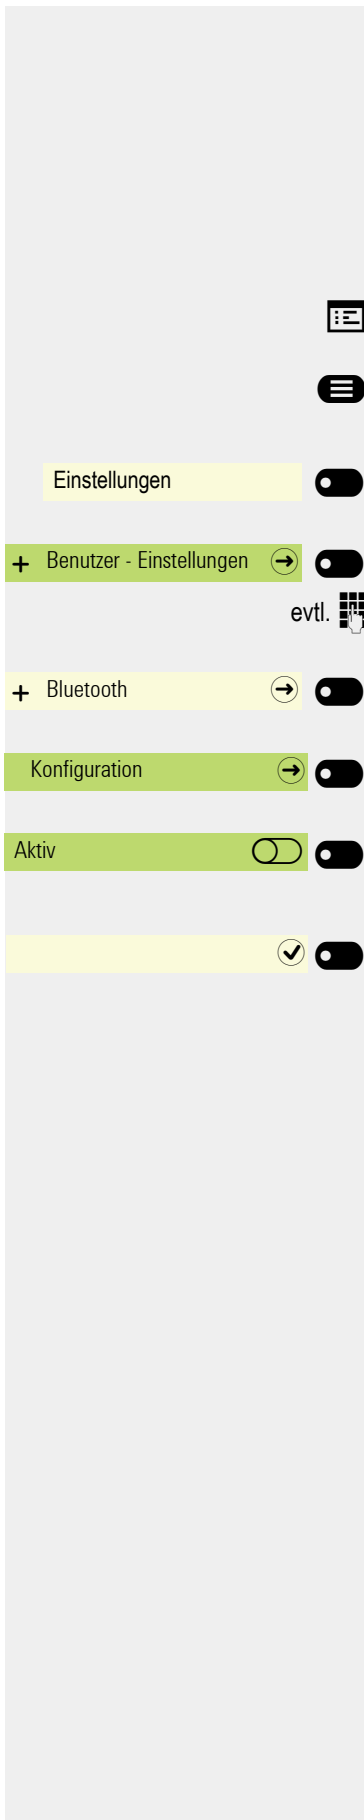 Einstellungen
+ Benutzer - Einstellungen
evtl.
+ Bluetooth
Konfiguration
Aktiv